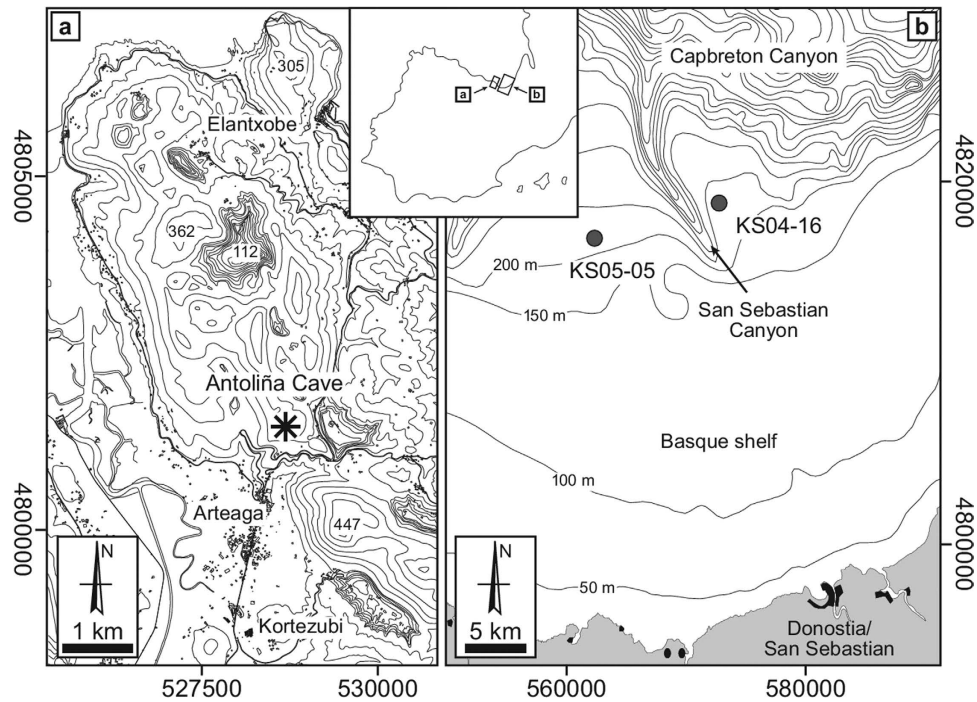 a
305
Elantxobe
362
112
Antoliña Cave
Arteaga
447
Kortezubi
N
1 km
4805000
4800000
527500
530000
a
b
b
Capbreton Canyon
KS04-16
KS05-05
200 m
150 m
San Sebastian
Canyon
Basque shelf
100 m
50 m
Donostia/
San Sebastian
N
5 km
4820000
4800000
560000
580000